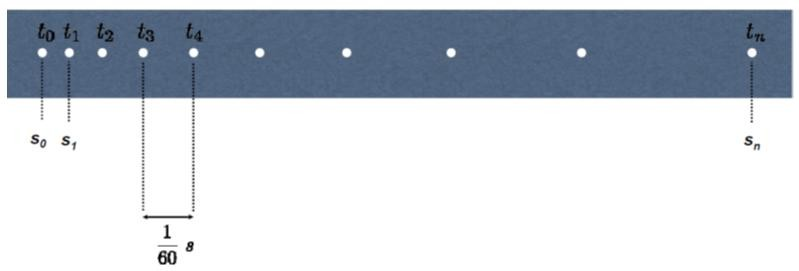 t₀ t₁ t₂ t₃ t₄ tₙ
s₀ s₁ sₙ
1/60 s